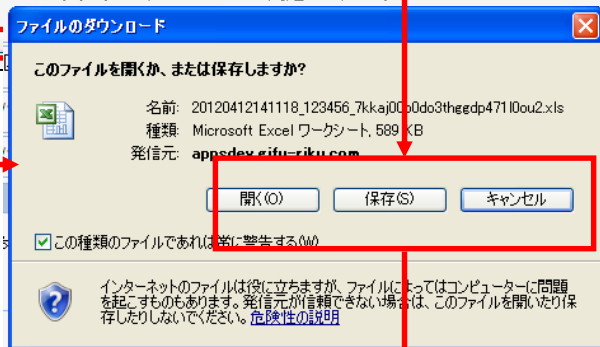 ファイルのダウンロード
このファイルを開くか、または保存しますか?
名前: 20120412141118_123456_7kkaj00o0do3thggdp471l0ou2.xls
種類: Microsoft Excel ワークシート, 589 KB
発信元: appsdev.gifu-riku.com
開く(O) 保存(S) キャンセル
この種類のファイルであれば常に警告する(W)
インターネットのファイルは役に立ちますが、ファイルによってはコンピューターに問題
を起こすものもあります。発信元が信頼できない場合は、このファイルを開いたり保
存したりしないでください。危険性の説明